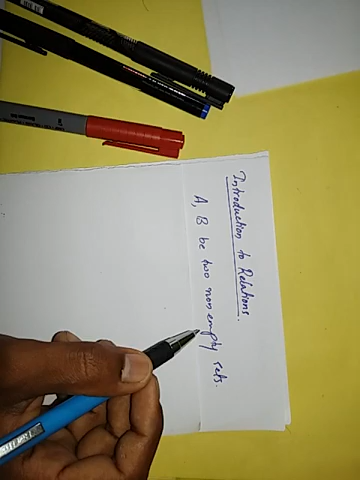 Introduction to Relations.
A, B be two non empty sets.